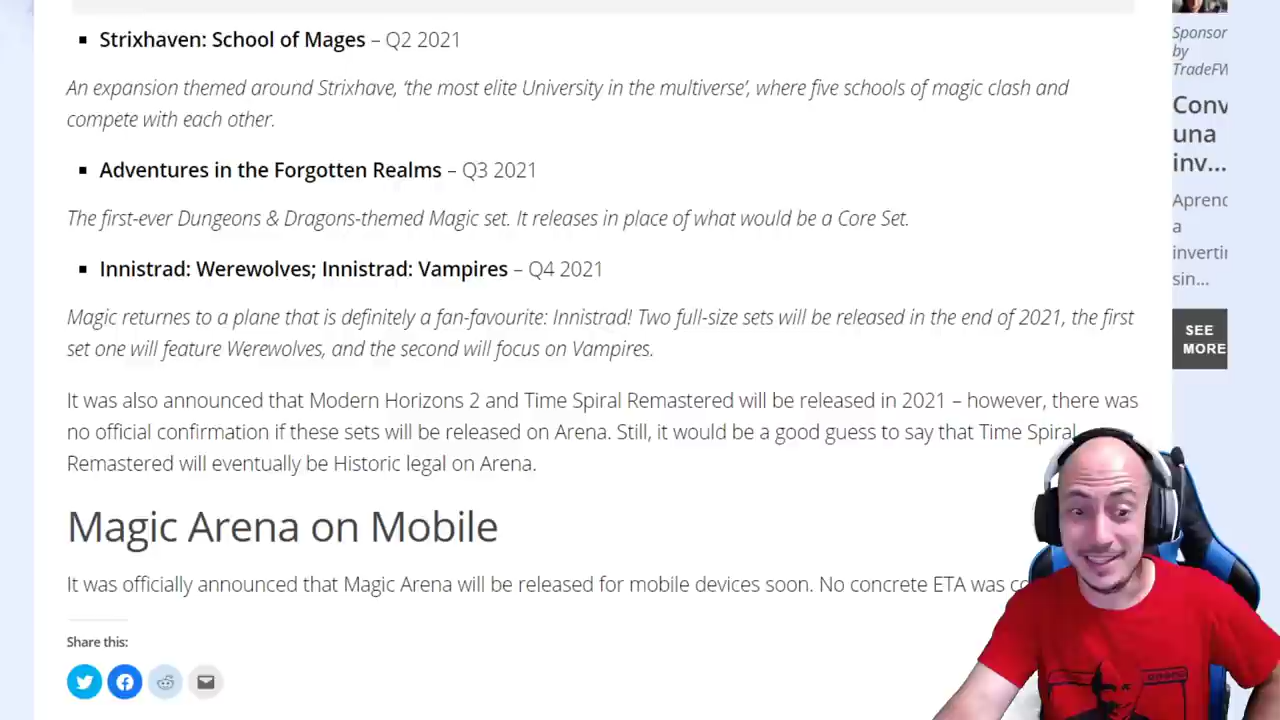 Strixhaven: School of Mages – Q2 2021
An expansion themed around Strixhave, ‘the most elite University in the multiverse’, where five schools of magic clash and
compete with each other.
Adventures in the Forgotten Realms – Q3 2021
The first-ever Dungeons & Dragons-themed Magic set. It releases in place of what would be a Core Set.
Innistrad: Werewolves; Innistrad: Vampires – Q4 2021
Magic returnes to a plane that is definitely a fan-favourite: Innistrad! Two full-size sets will be released in the end of 2021, the first
set one will feature Werewolves, and the second will focus on Vampires.
It was also announced that Modern Horizons 2 and Time Spiral Remastered will be released in 2021 – however, there was
no official confirmation if these sets will be released on Arena. Still, it would be a good guess to say that Time Spiral
Remastered will eventually be Historic legal on Arena.
Magic Arena on Mobile
It was officially announced that Magic Arena will be released for mobile devices soon. No concrete ETA was
Share this:
Sponsor
by
TradeFW
Conv
una
inv...
Aprend
a
inverti
sin...
SEE
MORE